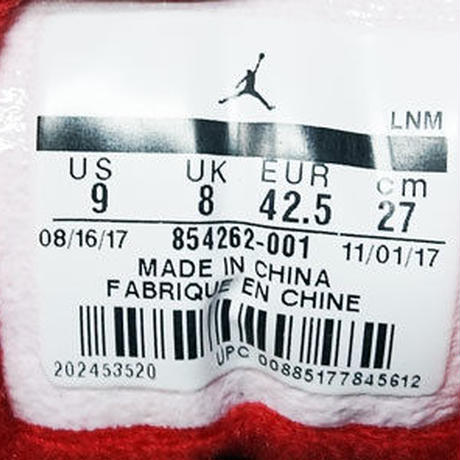 LNM
US UK EUR cm
9 8 42.5 27
08/16/17 854262-001 11/01/17
MADE IN CHINA
FABRIQUE EN CHINE
202453520 UPC 00885177845612